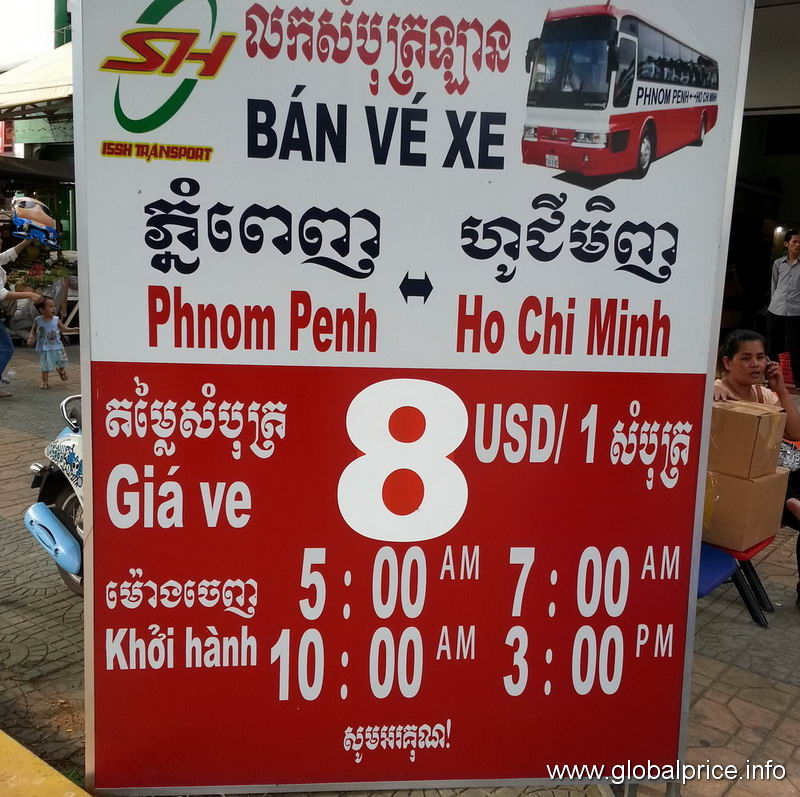 SH
ISSH TRANSPORT
លក់សំបុត្រឡាន
BÁN VÉ XE
PHNOM PENH↔HO CHI MINH
ភ្នំពេញ ↔ ហូជីមិញ
Phnom Penh Ho Chi Minh
តម្លៃសំបុត្រ 8 USD/ 1 សំបុត្រ
Giá ve
ម៉ោងចេញ 5 : 00 AM 7 : 00 AM
Khởi hành 10 : 00 AM 3 : 00 PM
សូមអរគុណ!
www.globalprice.info